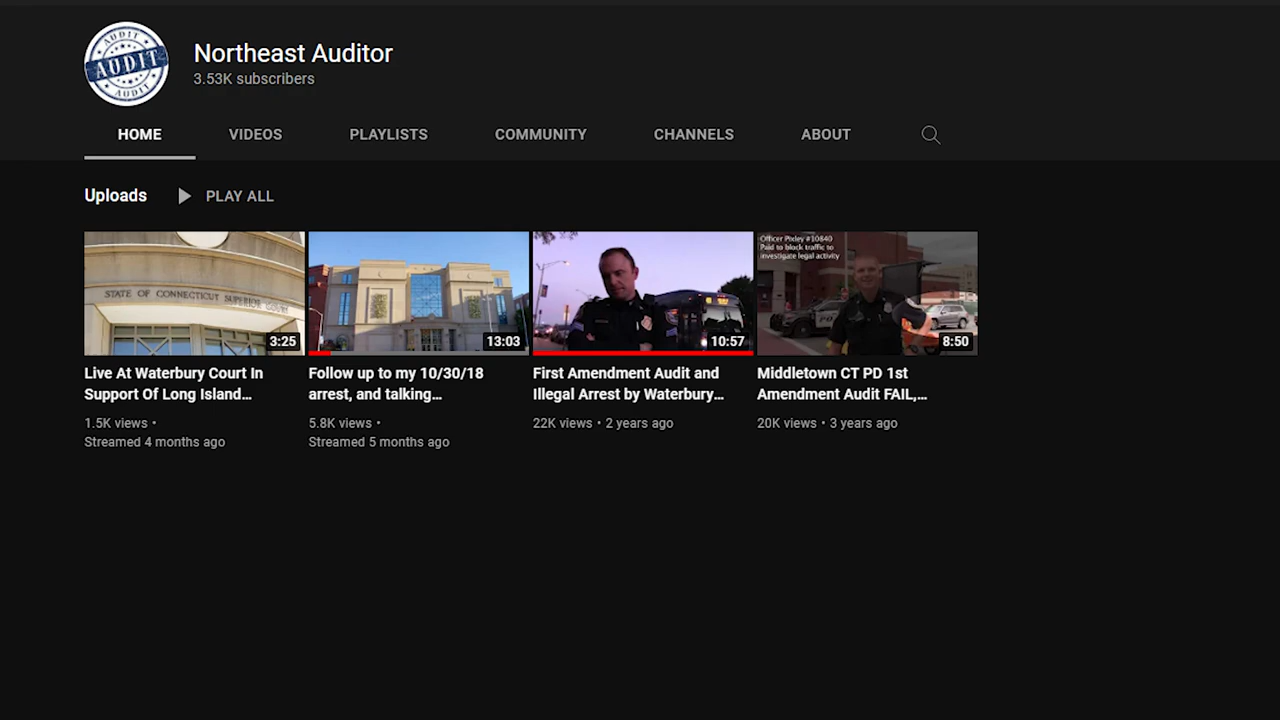 AUDIT
AUDIT
AUDIT
Northeast Auditor
3.53K subscribers
HOME
VIDEOS
PLAYLISTS
COMMUNITY
CHANNELS
ABOUT
Uploads
PLAY ALL
STATE OF CONNECTICUT SUPERIOR COURT
3:25
13:03
10:57
Officer Pixley #10840
Paid to block traffic to
investigate legal activity
8:50
Live At Waterbury Court In
Support Of Long Island…
1.5K views •
Streamed 4 months ago
Follow up to my 10/30/18
arrest, and talking…
5.8K views •
Streamed 5 months ago
First Amendment Audit and
Illegal Arrest by Waterbury…
22K views • 2 years ago
Middletown CT PD 1st
Amendment Audit FAIL,…
20K views • 3 years ago